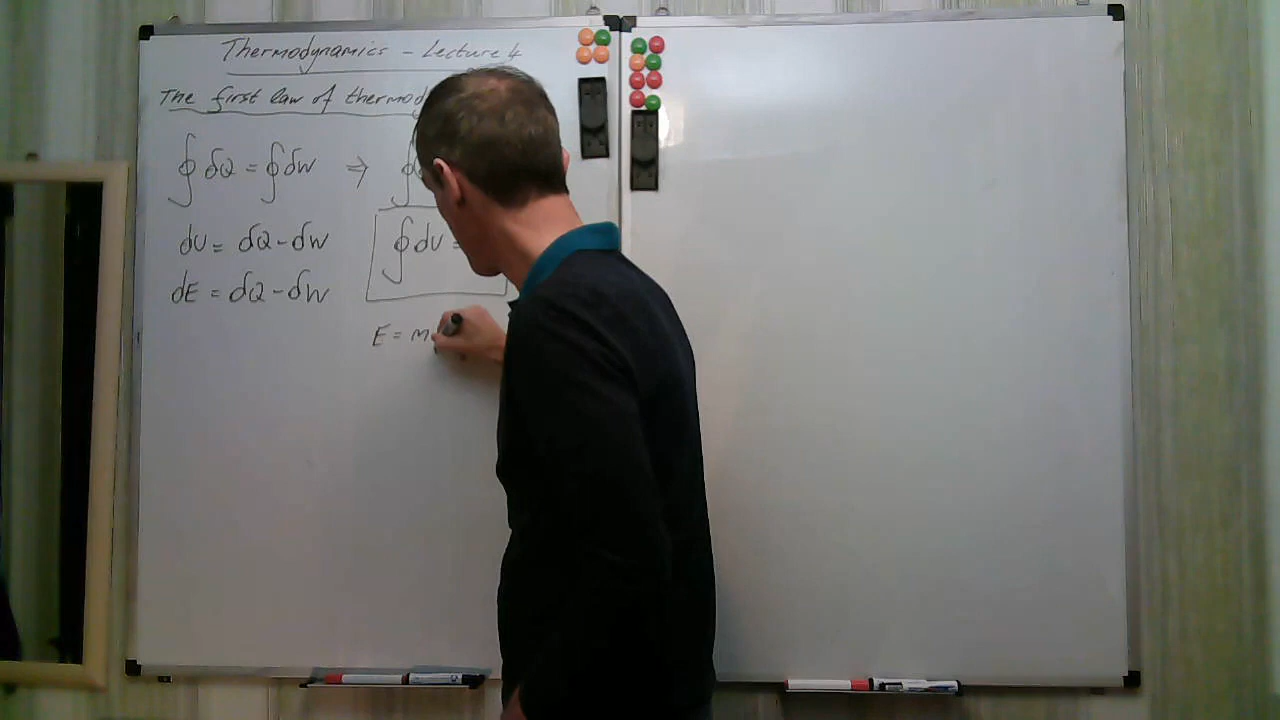 Thermodynamics - Lecture 4
The first law of thermod
∮δQ = ∮δW ⇒ ∮
dU = δQ - δW
∮dU =
dE = δQ - δW
E = m